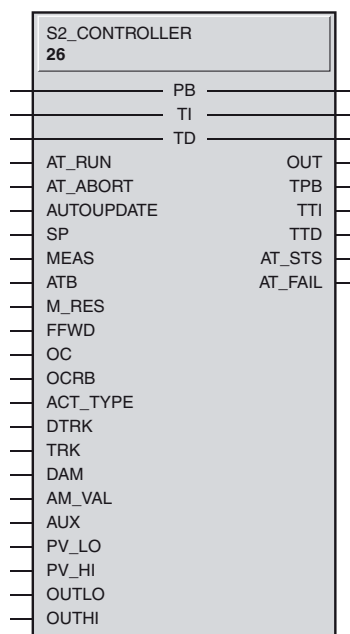 S2_CONTROLLER
26
PB
TI
TD
AT_RUN OUT
AT_ABORT TPB
AUTOUPDATE TTI
SP TTD
MEAS AT_STS
ATB AT_FAIL
M_RES
FFWD
OC
OCRB
ACT_TYPE
DTRK
TRK
DAM
AM_VAL
AUX
PV_LO
PV_HI
OUTLO
OUTHI